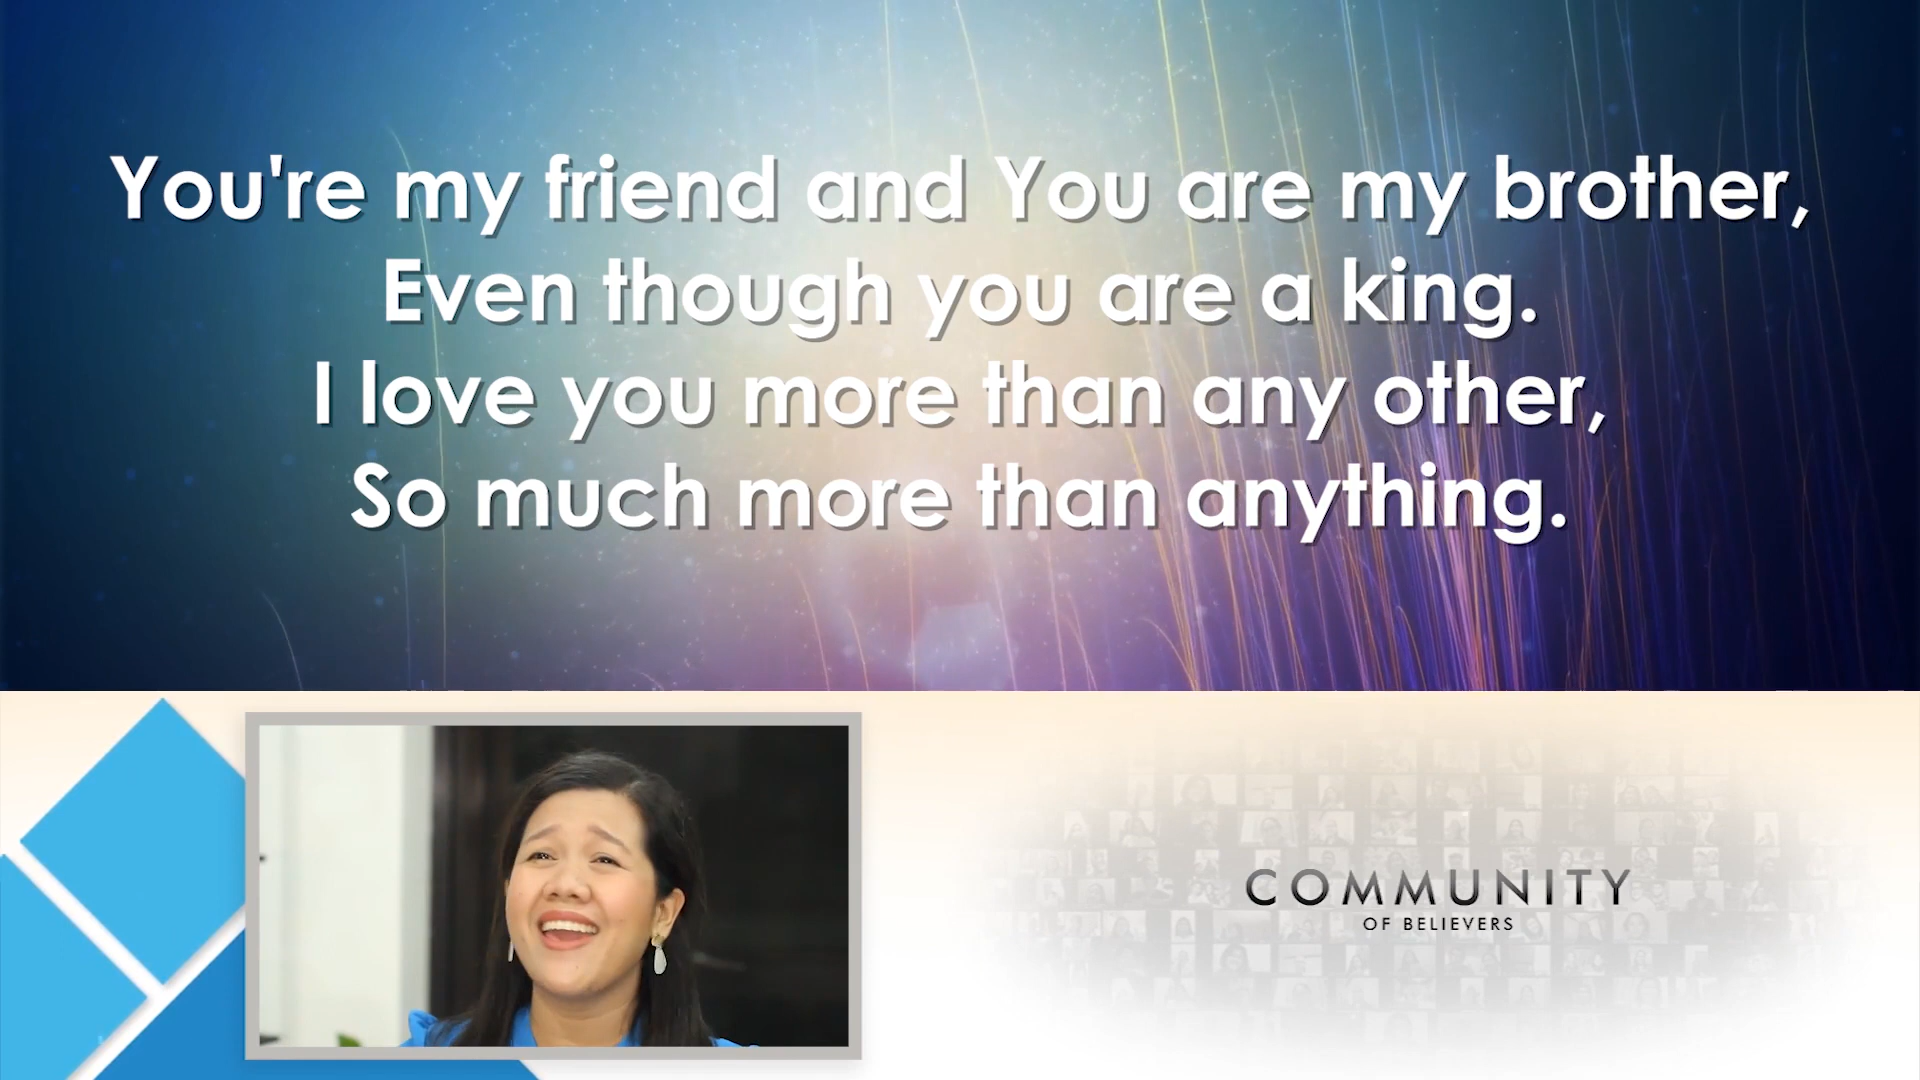 You're my friend and You are my brother,
Even though you are a king.
I love you more than any other,
So much more than anything.
COMMUNITY
OF BELIEVERS